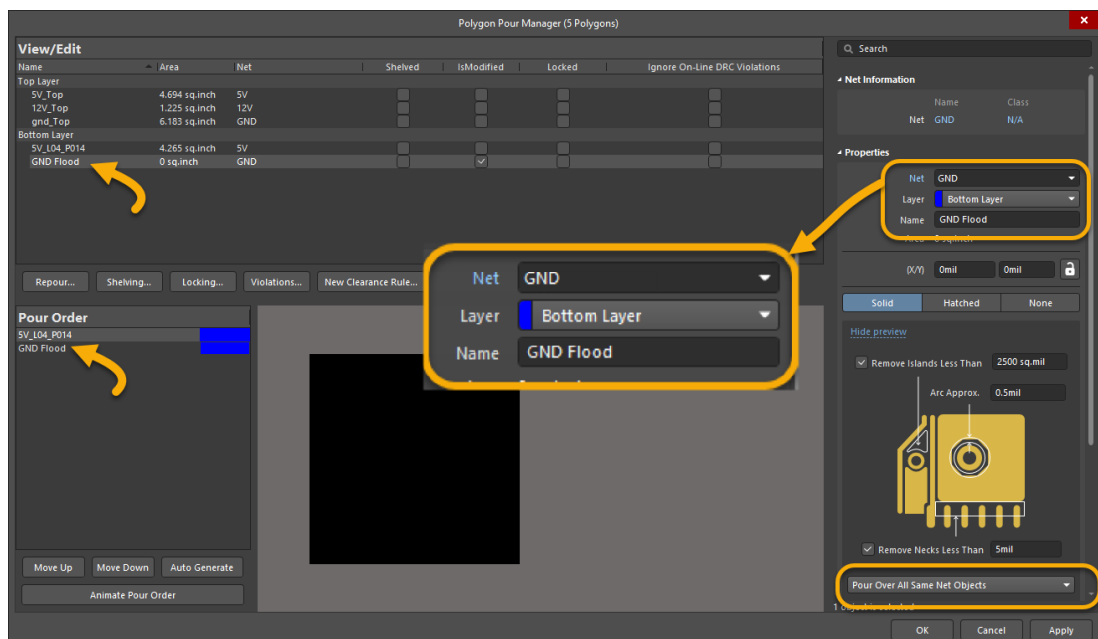 Polygon Pour Manager (5 Polygons)
View/Edit
Name Area Net Shelved IsModified Locked Ignore On-Line DRC Violations
Top Layer
5V_Top 4.694 sq.inch 5V
12V_Top 1.225 sq.inch 12V
gnd_Top 6.183 sq.inch GND
Bottom Layer
5V_L04_P014 4.265 sq.inch 5V
GND Flood 0 sq.inch GND
Repour... Shelving... Locking... Violations... New Clearance Rule...
Pour Order
5V_L04_P014
GND Flood
Move Up Move Down Auto Generate
Animate Pour Order
Net GND
Layer Bottom Layer
Name GND Flood
Search
Net Information
Name Class
Net GND N/A
Properties
Net GND
Layer Bottom Layer
Name GND Flood
(X/Y) 0mil 0mil
Solid Hatched None
Hide preview
Remove Islands Less Than 2500 sq.mil
Arc Approx. 0.5mil
Remove Necks Less Than 5mil
Pour Over All Same Net Objects
1 object is selected
OK Cancel Apply